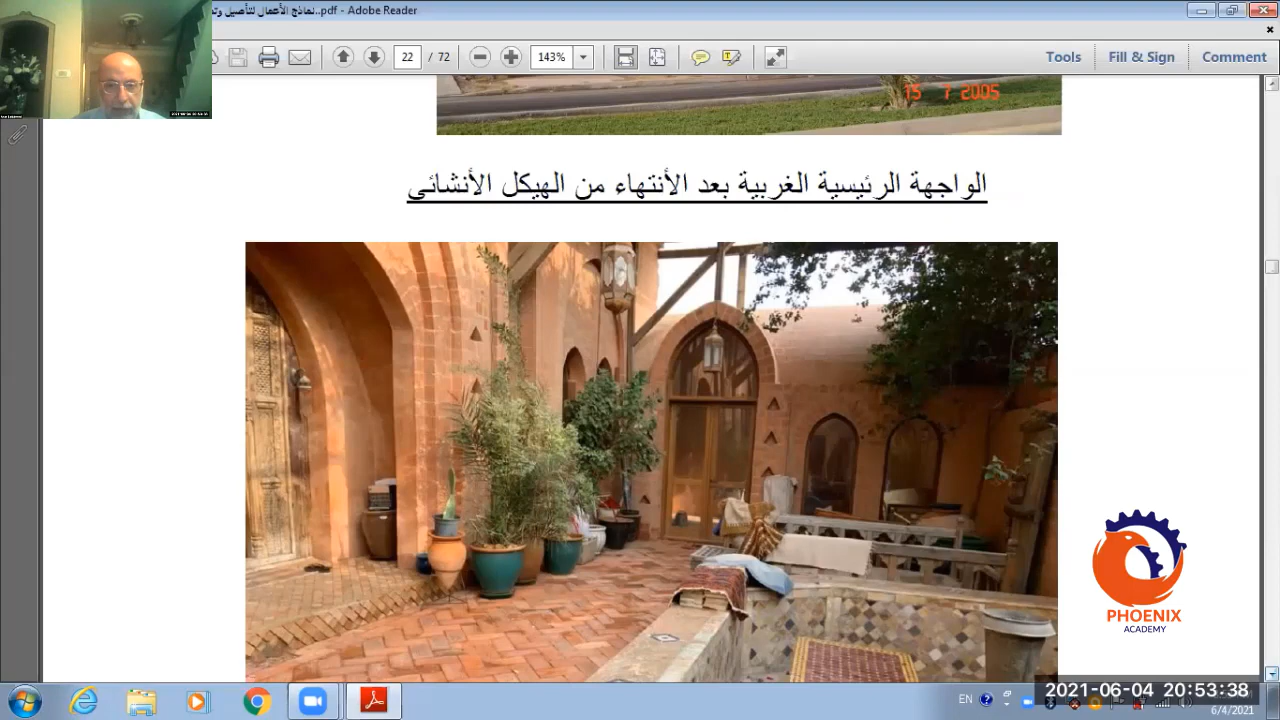 نماذج الأعمال لتأصيل وتم..pdf - Adobe Reader
22 / 72
143%
Tools
Fill & Sign
Comment
15 7 2005
الواجهة الرئيسية الغربية بعد الأنتهاء من الهيكل الأنشائى
PHOENIX
ACADEMY
EN
2021-06-04 20:53:38
6/4/2021